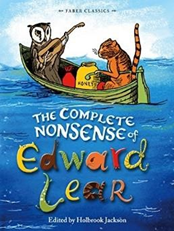 FABER CLASSICS
HONEY
THE COMPLETE
NONSENSE of
Edward
Lear
Edited by Holbrook Jackson